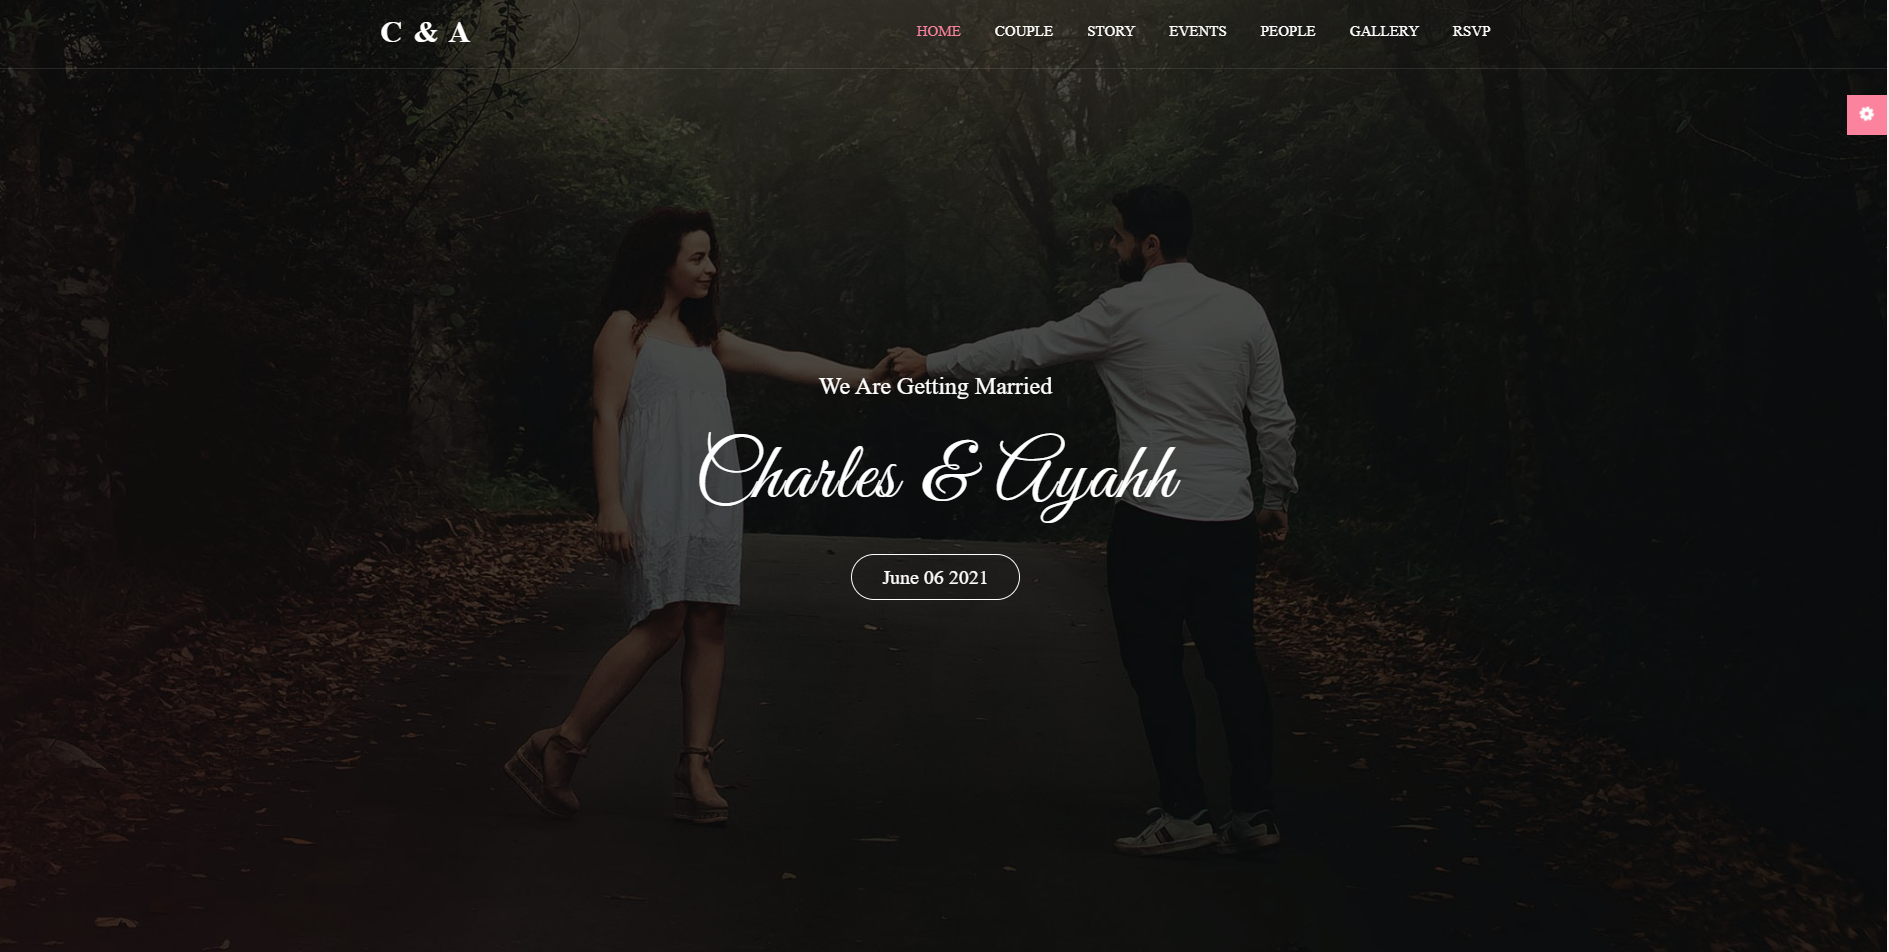 C & A
HOME COUPLE STORY EVENTS PEOPLE GALLERY RSVP
We Are Getting Married
Charles & Ayahh
June 06 2021